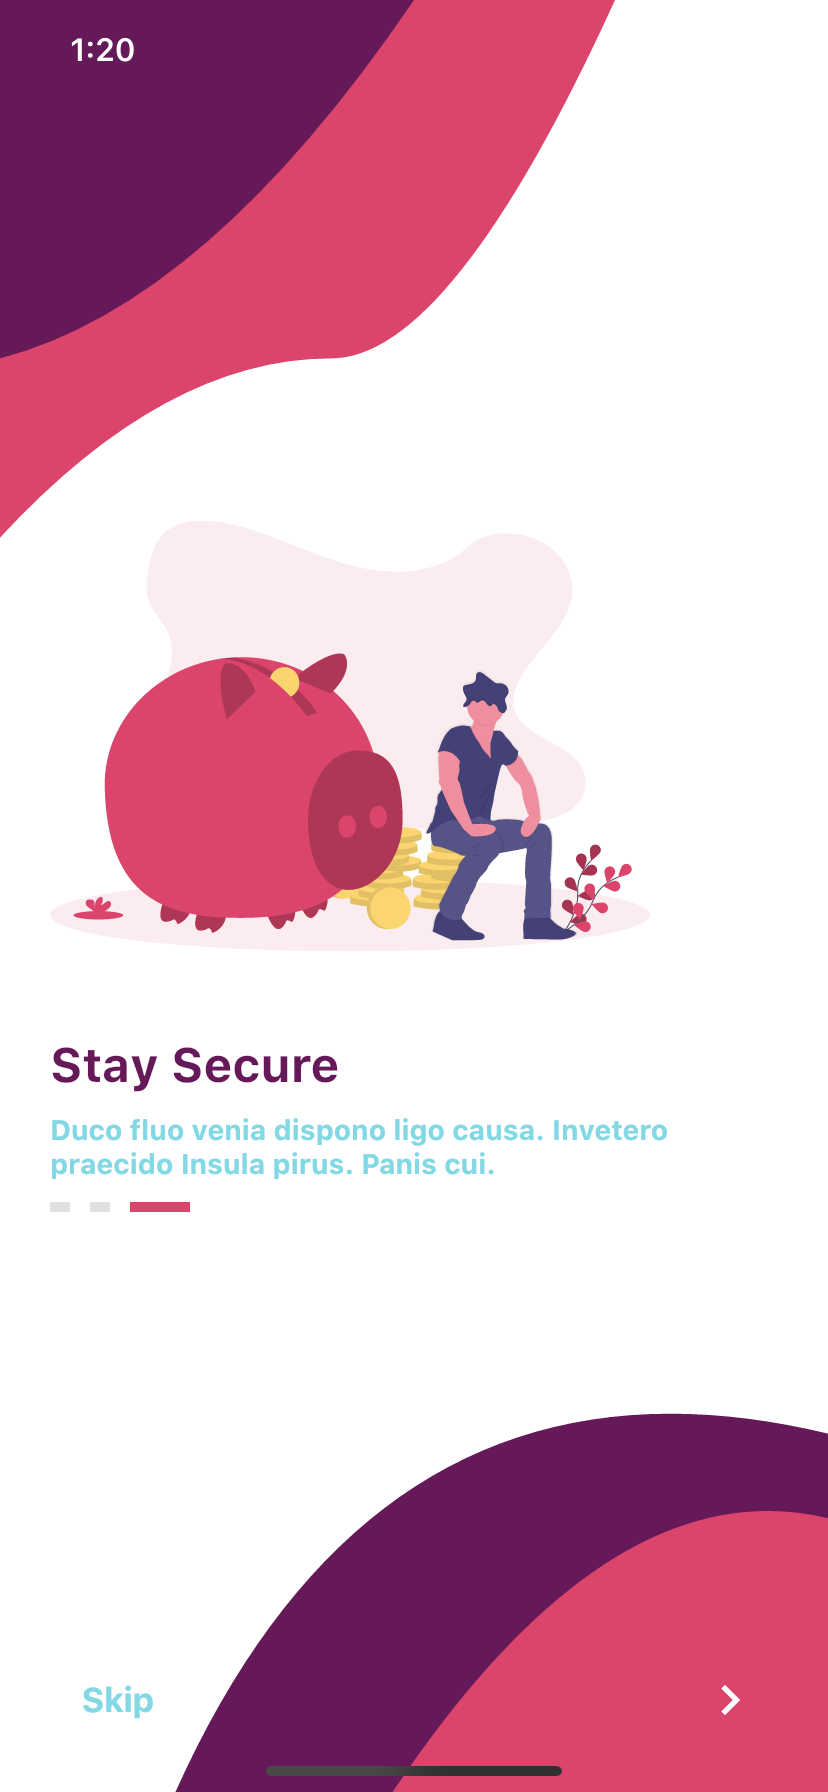 1:20
Stay Secure
Duco fluo venia dispono ligo causa. Invetero
praecido Insula pirus. Panis cui.
Skip